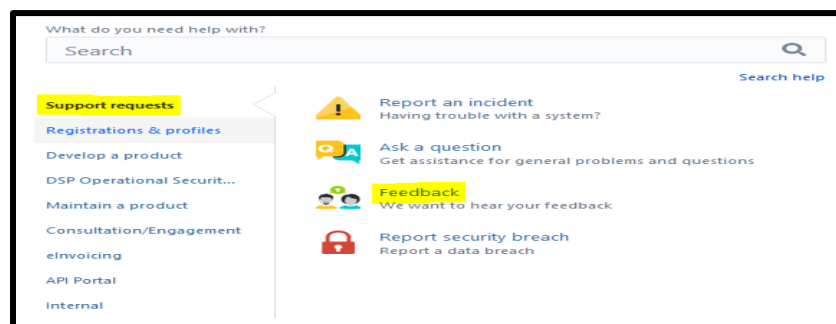 What do you need help with?
Search
Search help
Support requests
Registrations & profiles
Develop a product
DSP Operational Securit...
Maintain a product
Consultation/Engagement
eInvoicing
API Portal
Internal
Report an incident
Having trouble with a system?
Q A
Ask a question
Get assistance for general problems and questions
Feedback
We want to hear your feedback
Report security breach
Report a data breach